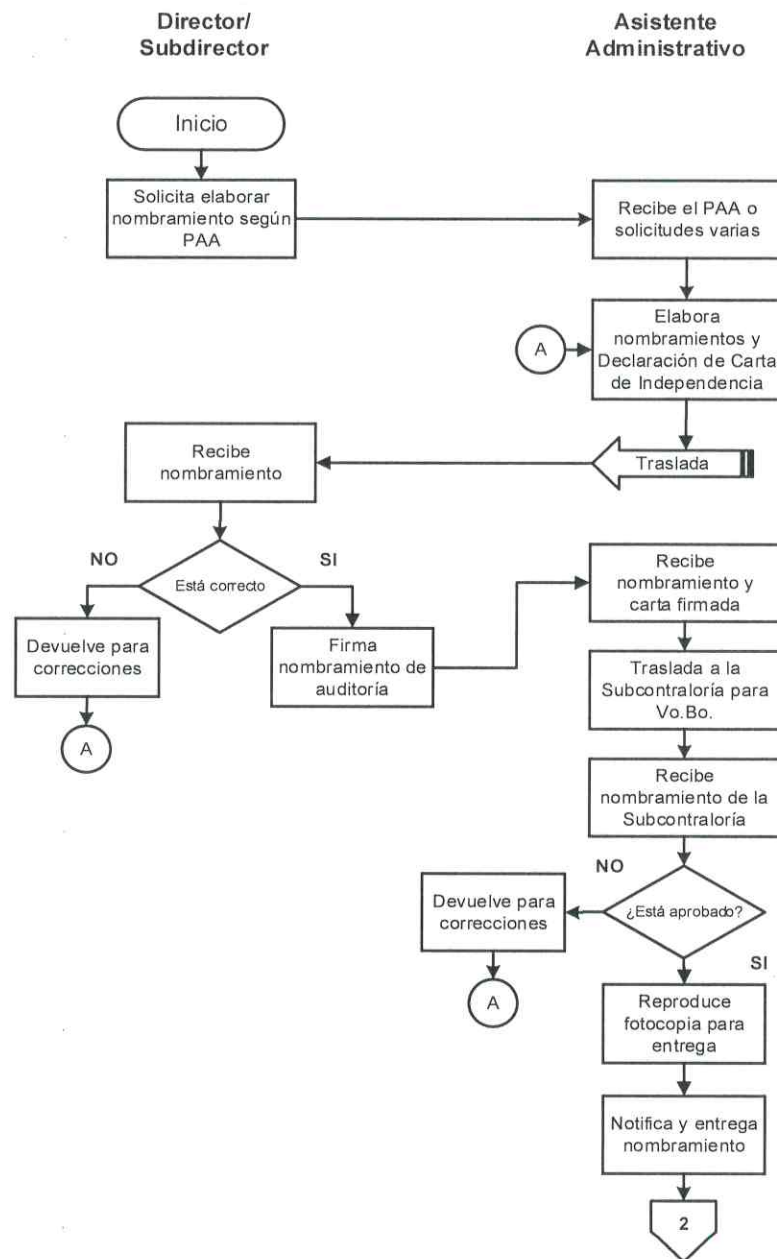 Director/
Subdirector
Asistente
Administrativo
Inicio
Solicita elaborar
nombramiento según
PAA
Recibe el PAA o
solicitudes varias
A
Elabora
nombramientos y
Declaración de Carta
de Independencia
Traslada
Recibe
nombramiento
NO
Está correcto
SI
Devuelve para
correcciones
A
Firma
nombramiento de
auditoría
Recibe
nombramiento y
carta firmada
Traslada a la
Subcontraloría para
Vo.Bo.
Recibe
nombramiento de la
Subcontraloría
NO
¿Está aprobado?
SI
Devuelve para
correcciones
A
Reproduce
fotocopia para
entrega
Notifica y entrega
nombramiento
2